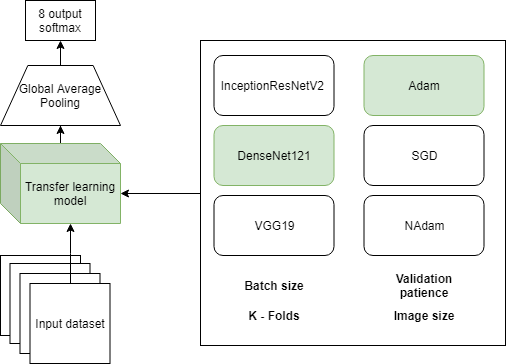 8 output
softmax
Global Average
Pooling
Transfer learning
model
Input dataset
InceptionResNetV2
Adam
DenseNet121
SGD
VGG19
NAdam
Batch size
Validation
patience
K - Folds
Image size